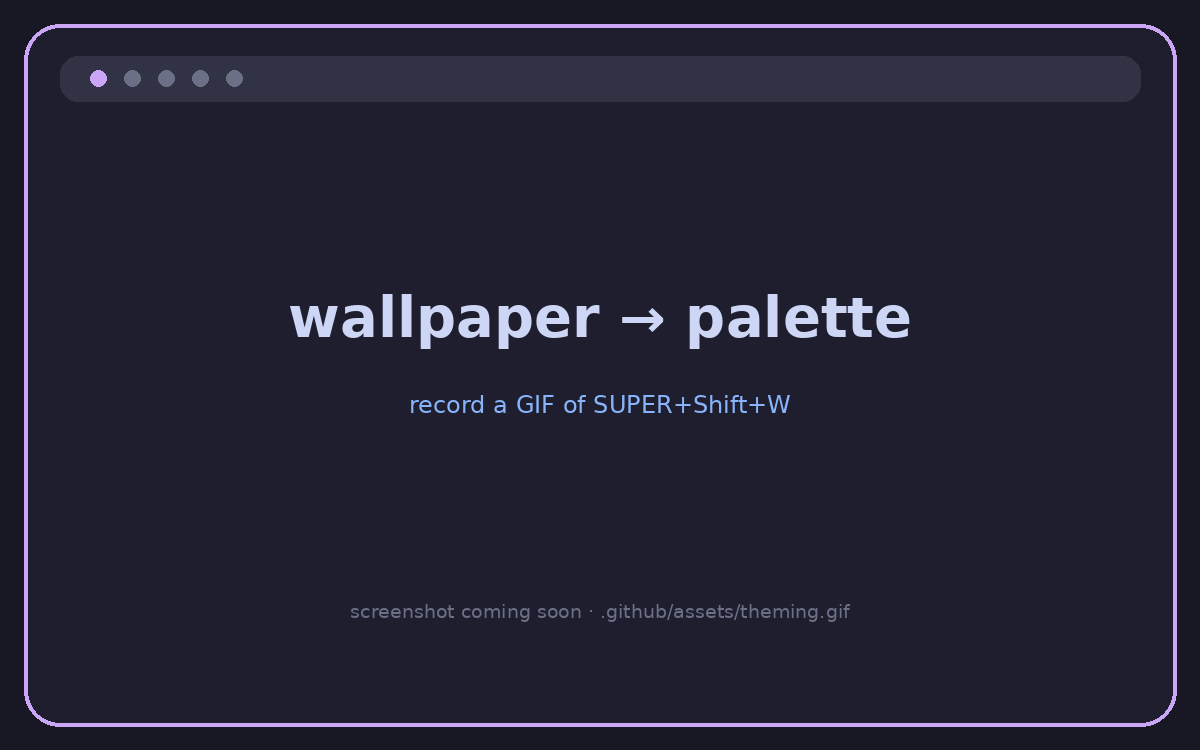 wallpaper → palette
record a GIF of SUPER+Shift+W
screenshot coming soon · .github/assets/theming.gif